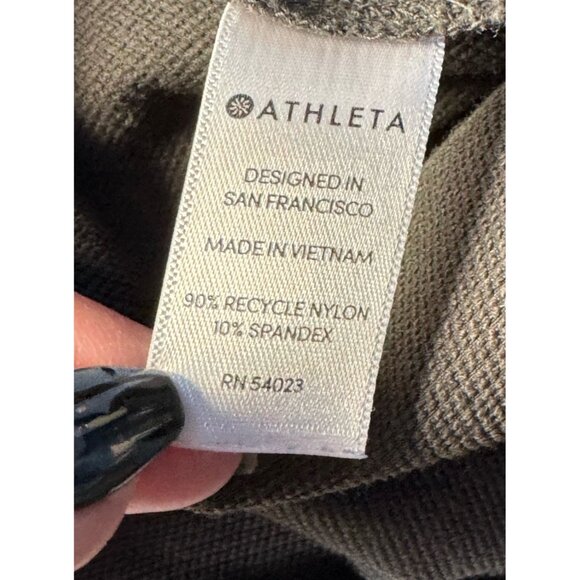 ATHLETA
DESIGNED IN
SAN FRANCISCO
MADE IN VIETNAM
90% RECYCLE NYLON
10% SPANDEX
RN 54023